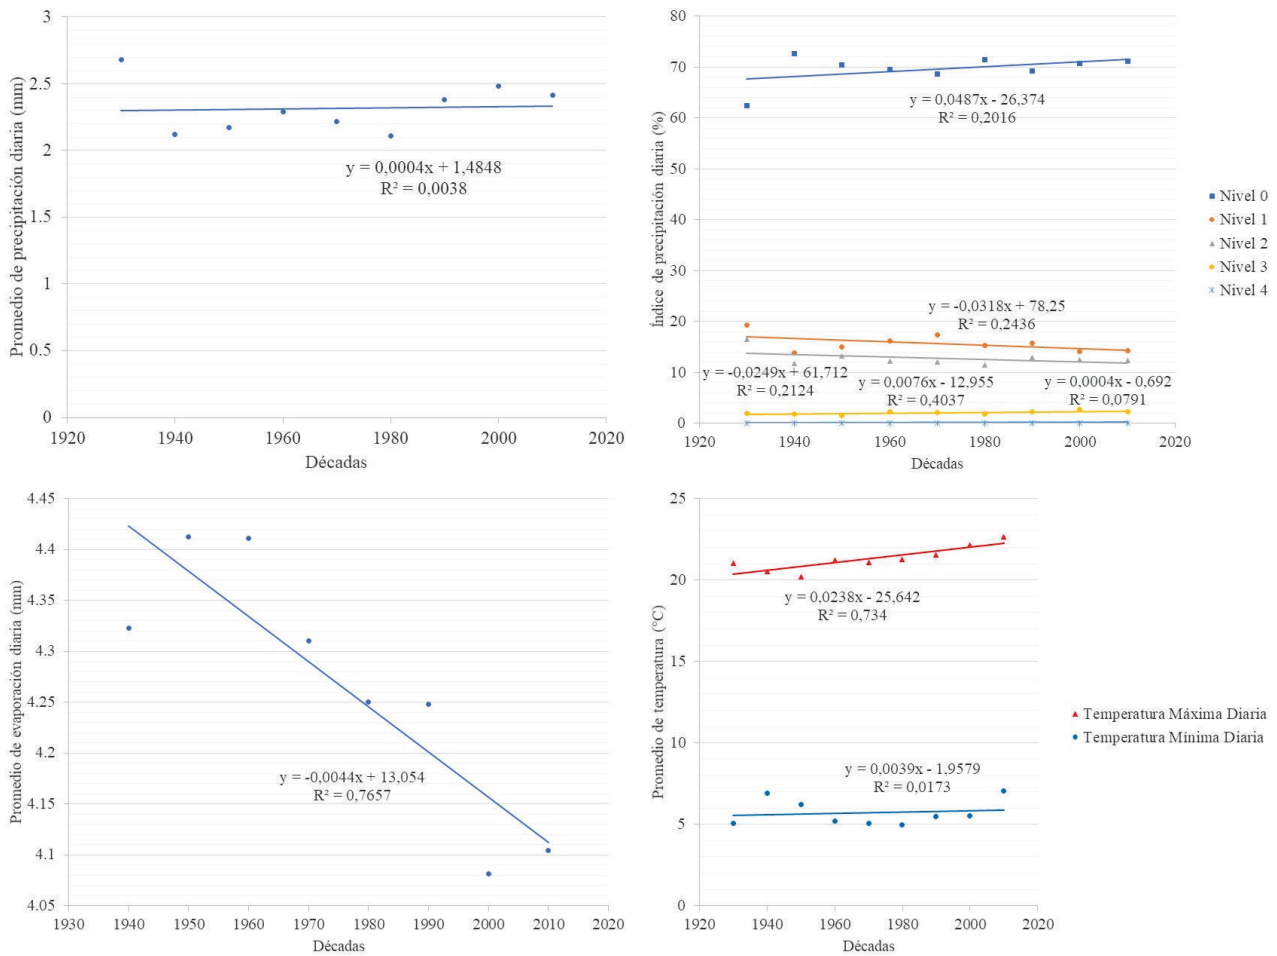 Promedio de precipitación diaria (mm)
3
2.5
2
1.5
1
0.5
0
1920 1940 1960 1980 2000 2020
Décadas
y = 0,0004x + 1,4848
R² = 0,0038
Índice de precipitación diaria (%)
80
70
60
50
40
30
20
10
0
1920 1940 1960 1980 2000 2020
Décadas
y = 0,0487x - 26,374
R² = 0,2016
y = -0,0318x + 78,25
R² = 0,2436
y = -0,0249x + 61,712
R² = 0,2124
y = 0,0076x - 12,955
R² = 0,4037
y = 0,0004x - 0,692
R² = 0,0791
Nivel 0
Nivel 1
Nivel 2
Nivel 3
Nivel 4
Promedio de evaporación diaria (mm)
4.45
4.4
4.35
4.3
4.25
4.2
4.15
4.1
4.05
1930 1940 1950 1960 1970 1980 1990 2000 2010 2020
Décadas
y = -0,0044x + 13,054
R² = 0,7657
Promedio de temperatura (°C)
25
20
15
10
5
0
1920 1940 1960 1980 2000 2020
Décadas
y = 0,0238x - 25,642
R² = 0,734
y = 0,0039x - 1,9579
R² = 0,0173
Temperatura Máxima Diaria
Temperatura Mínima Diaria